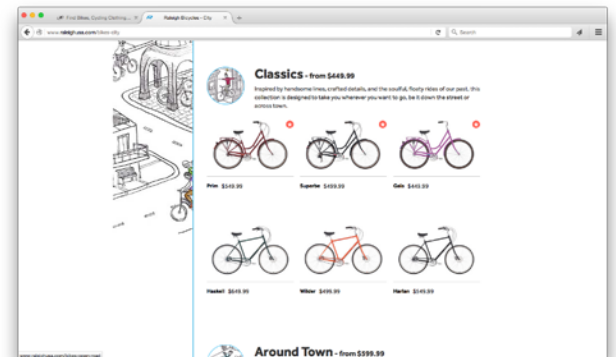 Find Bikes, Cycling Clothing,...
Raleigh Bicycles - City
www.raleighusa.com/bikes-city
Search
Classics - from $449.99
Inspired by handsome lines, crafted details, and the soulful, floaty rides of our past, this
collection is designed to take you wherever you want to go, be it down the street or
across town.
Prim $549.99
Superbe $499.99
Gala $449.99
Haskell $649.99
Wilder $499.99
Harlan $549.99
Around Town - from $399.99